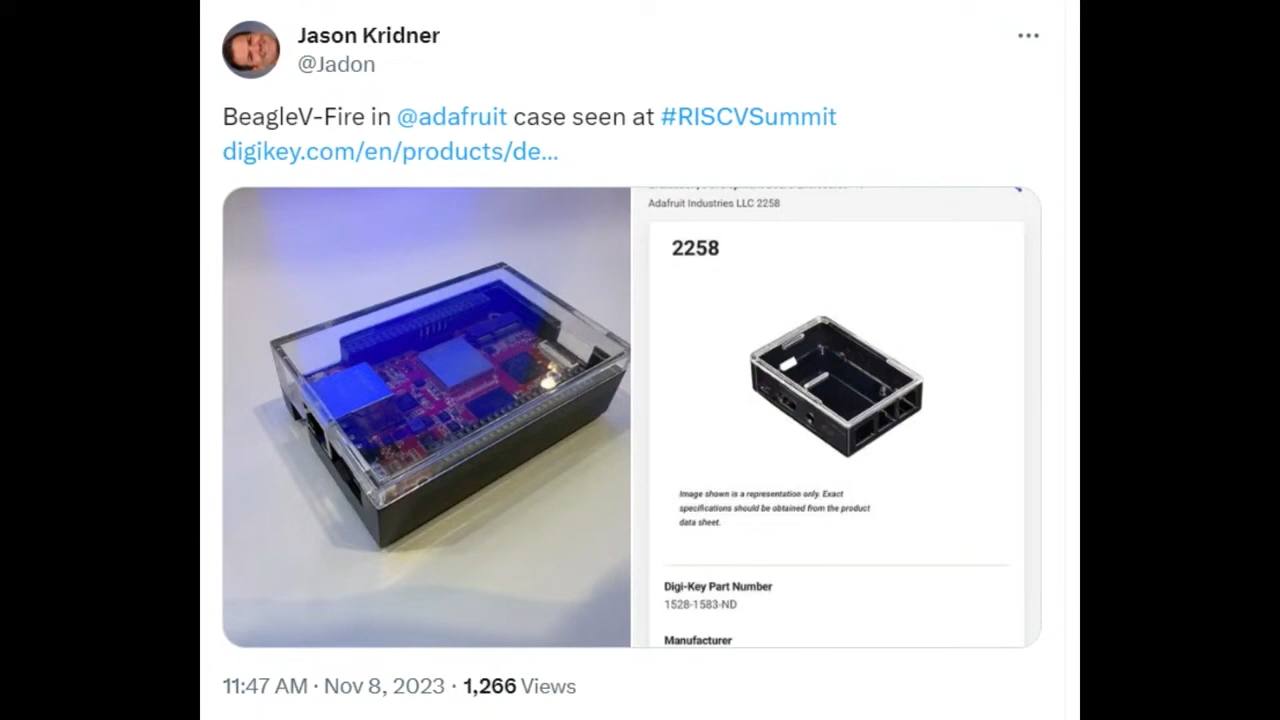 Jason Kridner
@Jadon
BeagleV-Fire in @adafruit case seen at #RISCVSummit
digikey.com/en/products/de...
Adafruit Industries LLC 2258
2258
Image shown is a representation only. Exact
specifications should be obtained from the product
data sheet.
Digi-Key Part Number
1528-1583-ND
Manufacturer
11:47 AM · Nov 8, 2023 · 1,266 Views